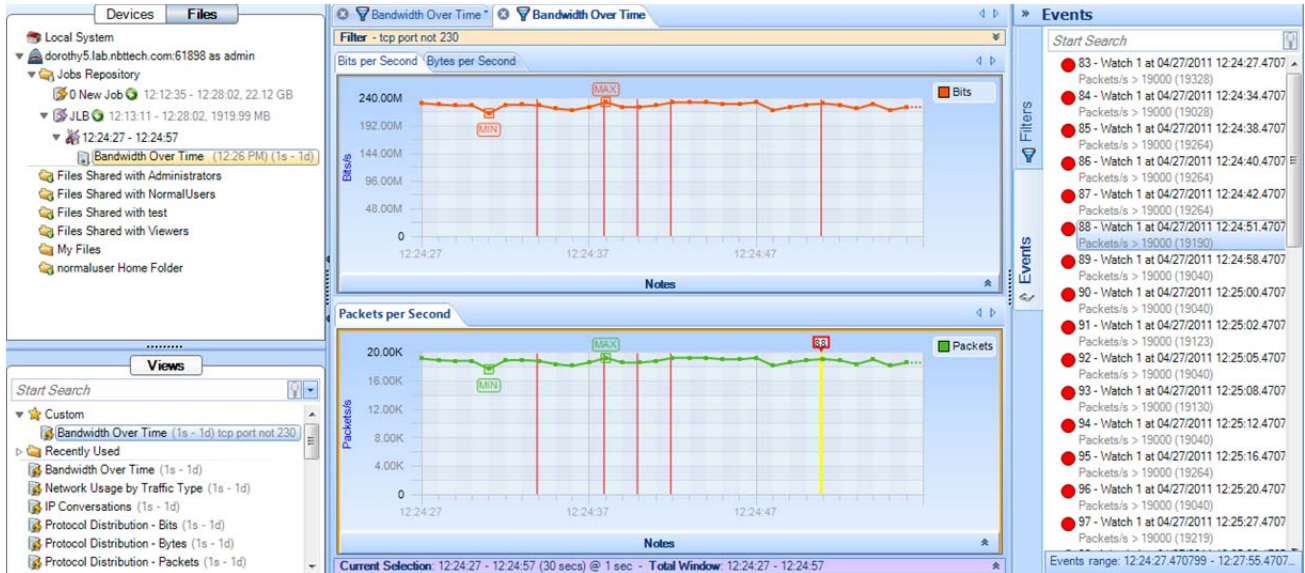 Devices
Files
Local System
dorothy5.lab.nbttech.com:61898 as admin
Jobs Repository
0 New Job 12:12:35 - 12:28:02, 22.12 GB
JLB 12:13:11 - 12:28:02, 1919.99 MB
12:24:27 - 12:24:57
Bandwidth Over Time (12:26 PM) (1s - 1d)
Files Shared with Administrators
Files Shared with NormalUsers
Files Shared with test
Files Shared with Viewers
My Files
normaluser Home Folder
Views
Start Search
Custom
Bandwidth Over Time (1s - 1d) tcp port not 230
Recently Used
Bandwidth Over Time (1s - 1d)
Network Usage by Traffic Type (1s - 1d)
IP Conversations (1s - 1d)
Protocol Distribution - Bits (1s - 1d)
Protocol Distribution - Bytes (1s - 1d)
Protocol Distribution - Packets (1s - 1d)
Bandwidth Over Time *
Bandwidth Over Time
Filter - tcp port not 230
Bits per Second
Bytes per Second
240.00M
192.00M
144.00M
96.00M
48.00M
0
Bits/s
MIN
MAX
Bits
12:24:27
12:24:37
12:24:47
Notes
Packets per Second
20.00K
16.00K
12.00K
8.00K
4.00K
0
Packets/s
MIN
MAX
88
Packets
12:24:27
12:24:37
12:24:47
Notes
Current Selection: 12:24:27 - 12:24:57 (30 secs) @ 1 sec - Total Window: 12:24:27 - 12:24:57
» Events
Filters
Events
Start Search
83 - Watch 1 at 04/27/2011 12:24:27.4707
Packets/s > 19000 (19328)
84 - Watch 1 at 04/27/2011 12:24:34.4707
Packets/s > 19000 (19028)
85 - Watch 1 at 04/27/2011 12:24:38.4707
Packets/s > 19000 (19264)
86 - Watch 1 at 04/27/2011 12:24:40.4707
Packets/s > 19000 (19264)
87 - Watch 1 at 04/27/2011 12:24:42.4707
Packets/s > 19000 (19264)
88 - Watch 1 at 04/27/2011 12:24:51.4707
Packets/s > 19000 (19190)
89 - Watch 1 at 04/27/2011 12:24:58.4707
Packets/s > 19000 (19040)
90 - Watch 1 at 04/27/2011 12:25:00.4707
Packets/s > 19000 (19040)
91 - Watch 1 at 04/27/2011 12:25:02.4707
Packets/s > 19000 (19123)
92 - Watch 1 at 04/27/2011 12:25:05.4707
Packets/s > 19000 (19040)
93 - Watch 1 at 04/27/2011 12:25:08.4707
Packets/s > 19000 (19130)
94 - Watch 1 at 04/27/2011 12:25:12.4707
Packets/s > 19000 (19040)
95 - Watch 1 at 04/27/2011 12:25:16.4707
Packets/s > 19000 (19264)
96 - Watch 1 at 04/27/2011 12:25:20.4707
Packets/s > 19000 (19040)
97 - Watch 1 at 04/27/2011 12:25:27.4707
Packets/s > 19000 (19219)
Events range: 12:24:27.470799 - 12:27:55.4707...